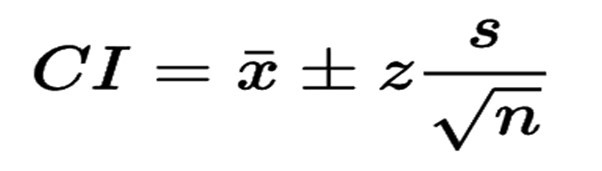 CI = x̄ ± z s/√n